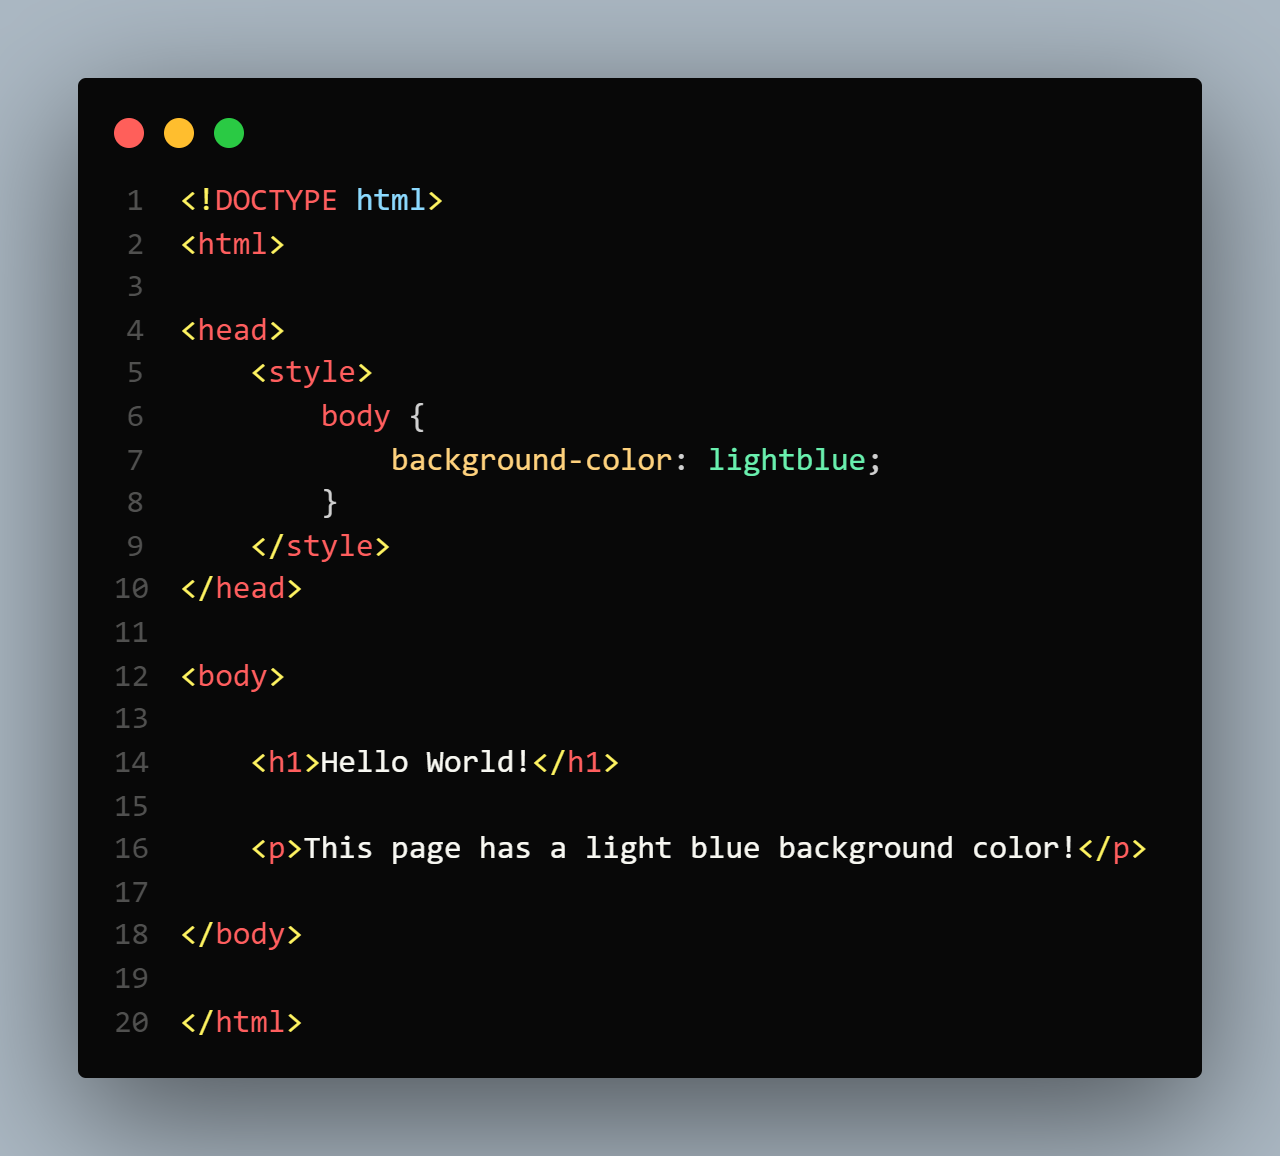 1 <!DOCTYPE html>
2 <html>
3
4 <head>
5     <style>
6         body {
7             background-color: lightblue;
8         }
9     </style>
10 </head>
11
12 <body>
13
14     <h1>Hello World!</h1>
15
16     <p>This page has a light blue background color!</p>
17
18 </body>
19
20 </html>